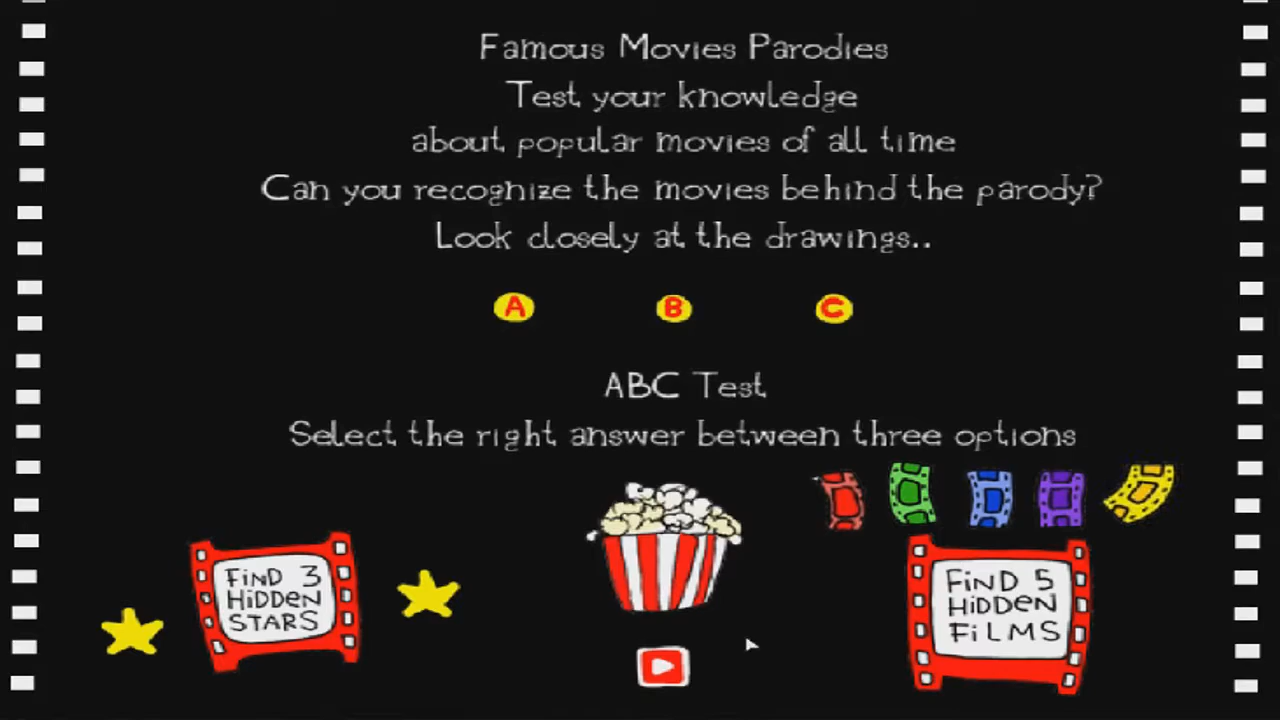 Famous Movies Parodies
Test your knowledge
about popular movies of all time
Can you recognize the movies behind the parody?
Look closely at the drawings..
A B C
ABC Test
Select the right answer between three options
FiND 3
HiDDeN
STARS
FiND 5
HiDDeN
FiLMS